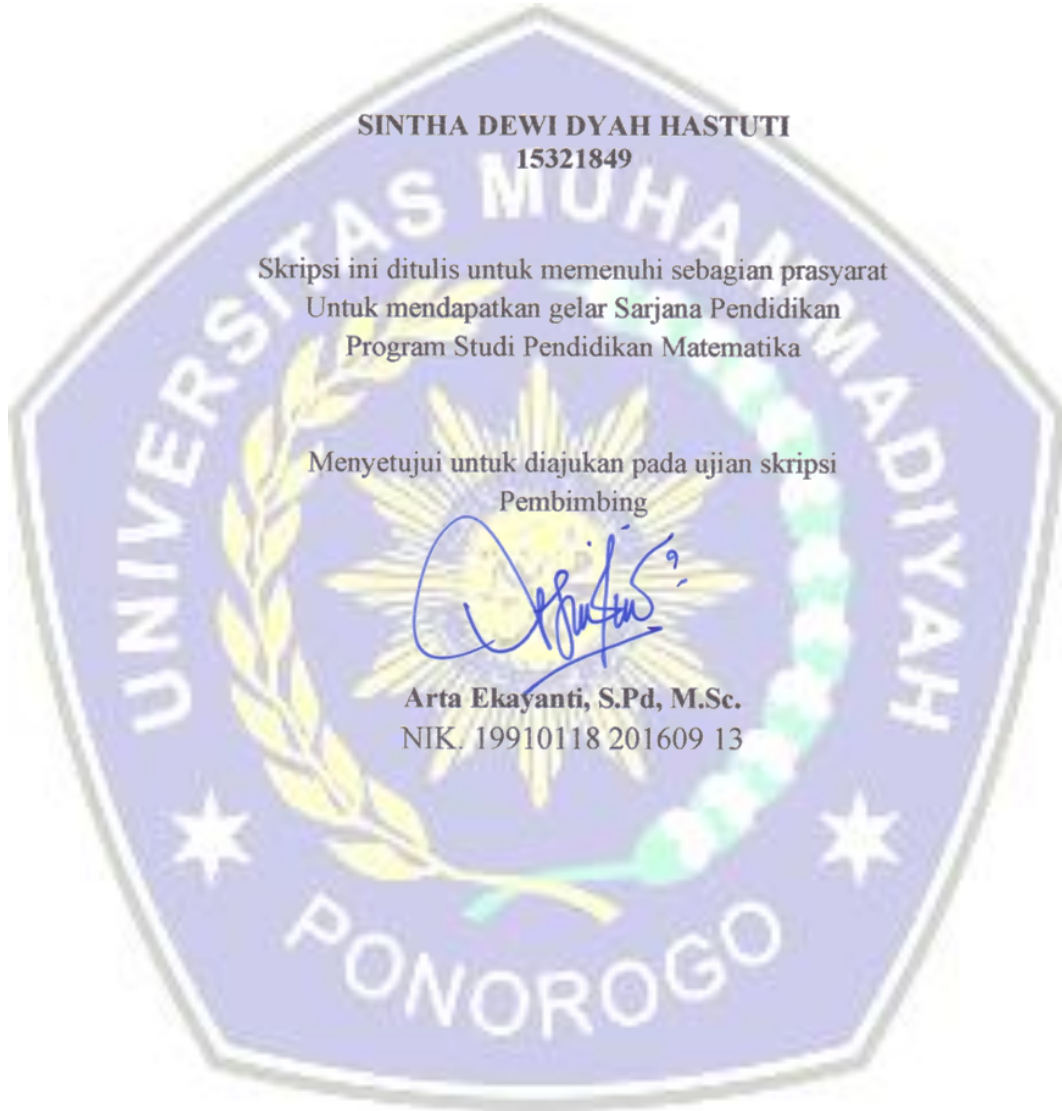 SINTHA DEWI DYAH HASTUTI
15321849
UNIVERSITAS MUHAMMADIYAH
Skripsi ini ditulis untuk memenuhi sebagian prasyarat
Untuk mendapatkan gelar Sarjana Pendidikan
Program Studi Pendidikan Matematika
Menyetujui untuk diajukan pada ujian skripsi
Pembimbing
Arta Ekayanti, S.Pd, M.Sc.
NIK. 19910118 201609 13
PONOROGO